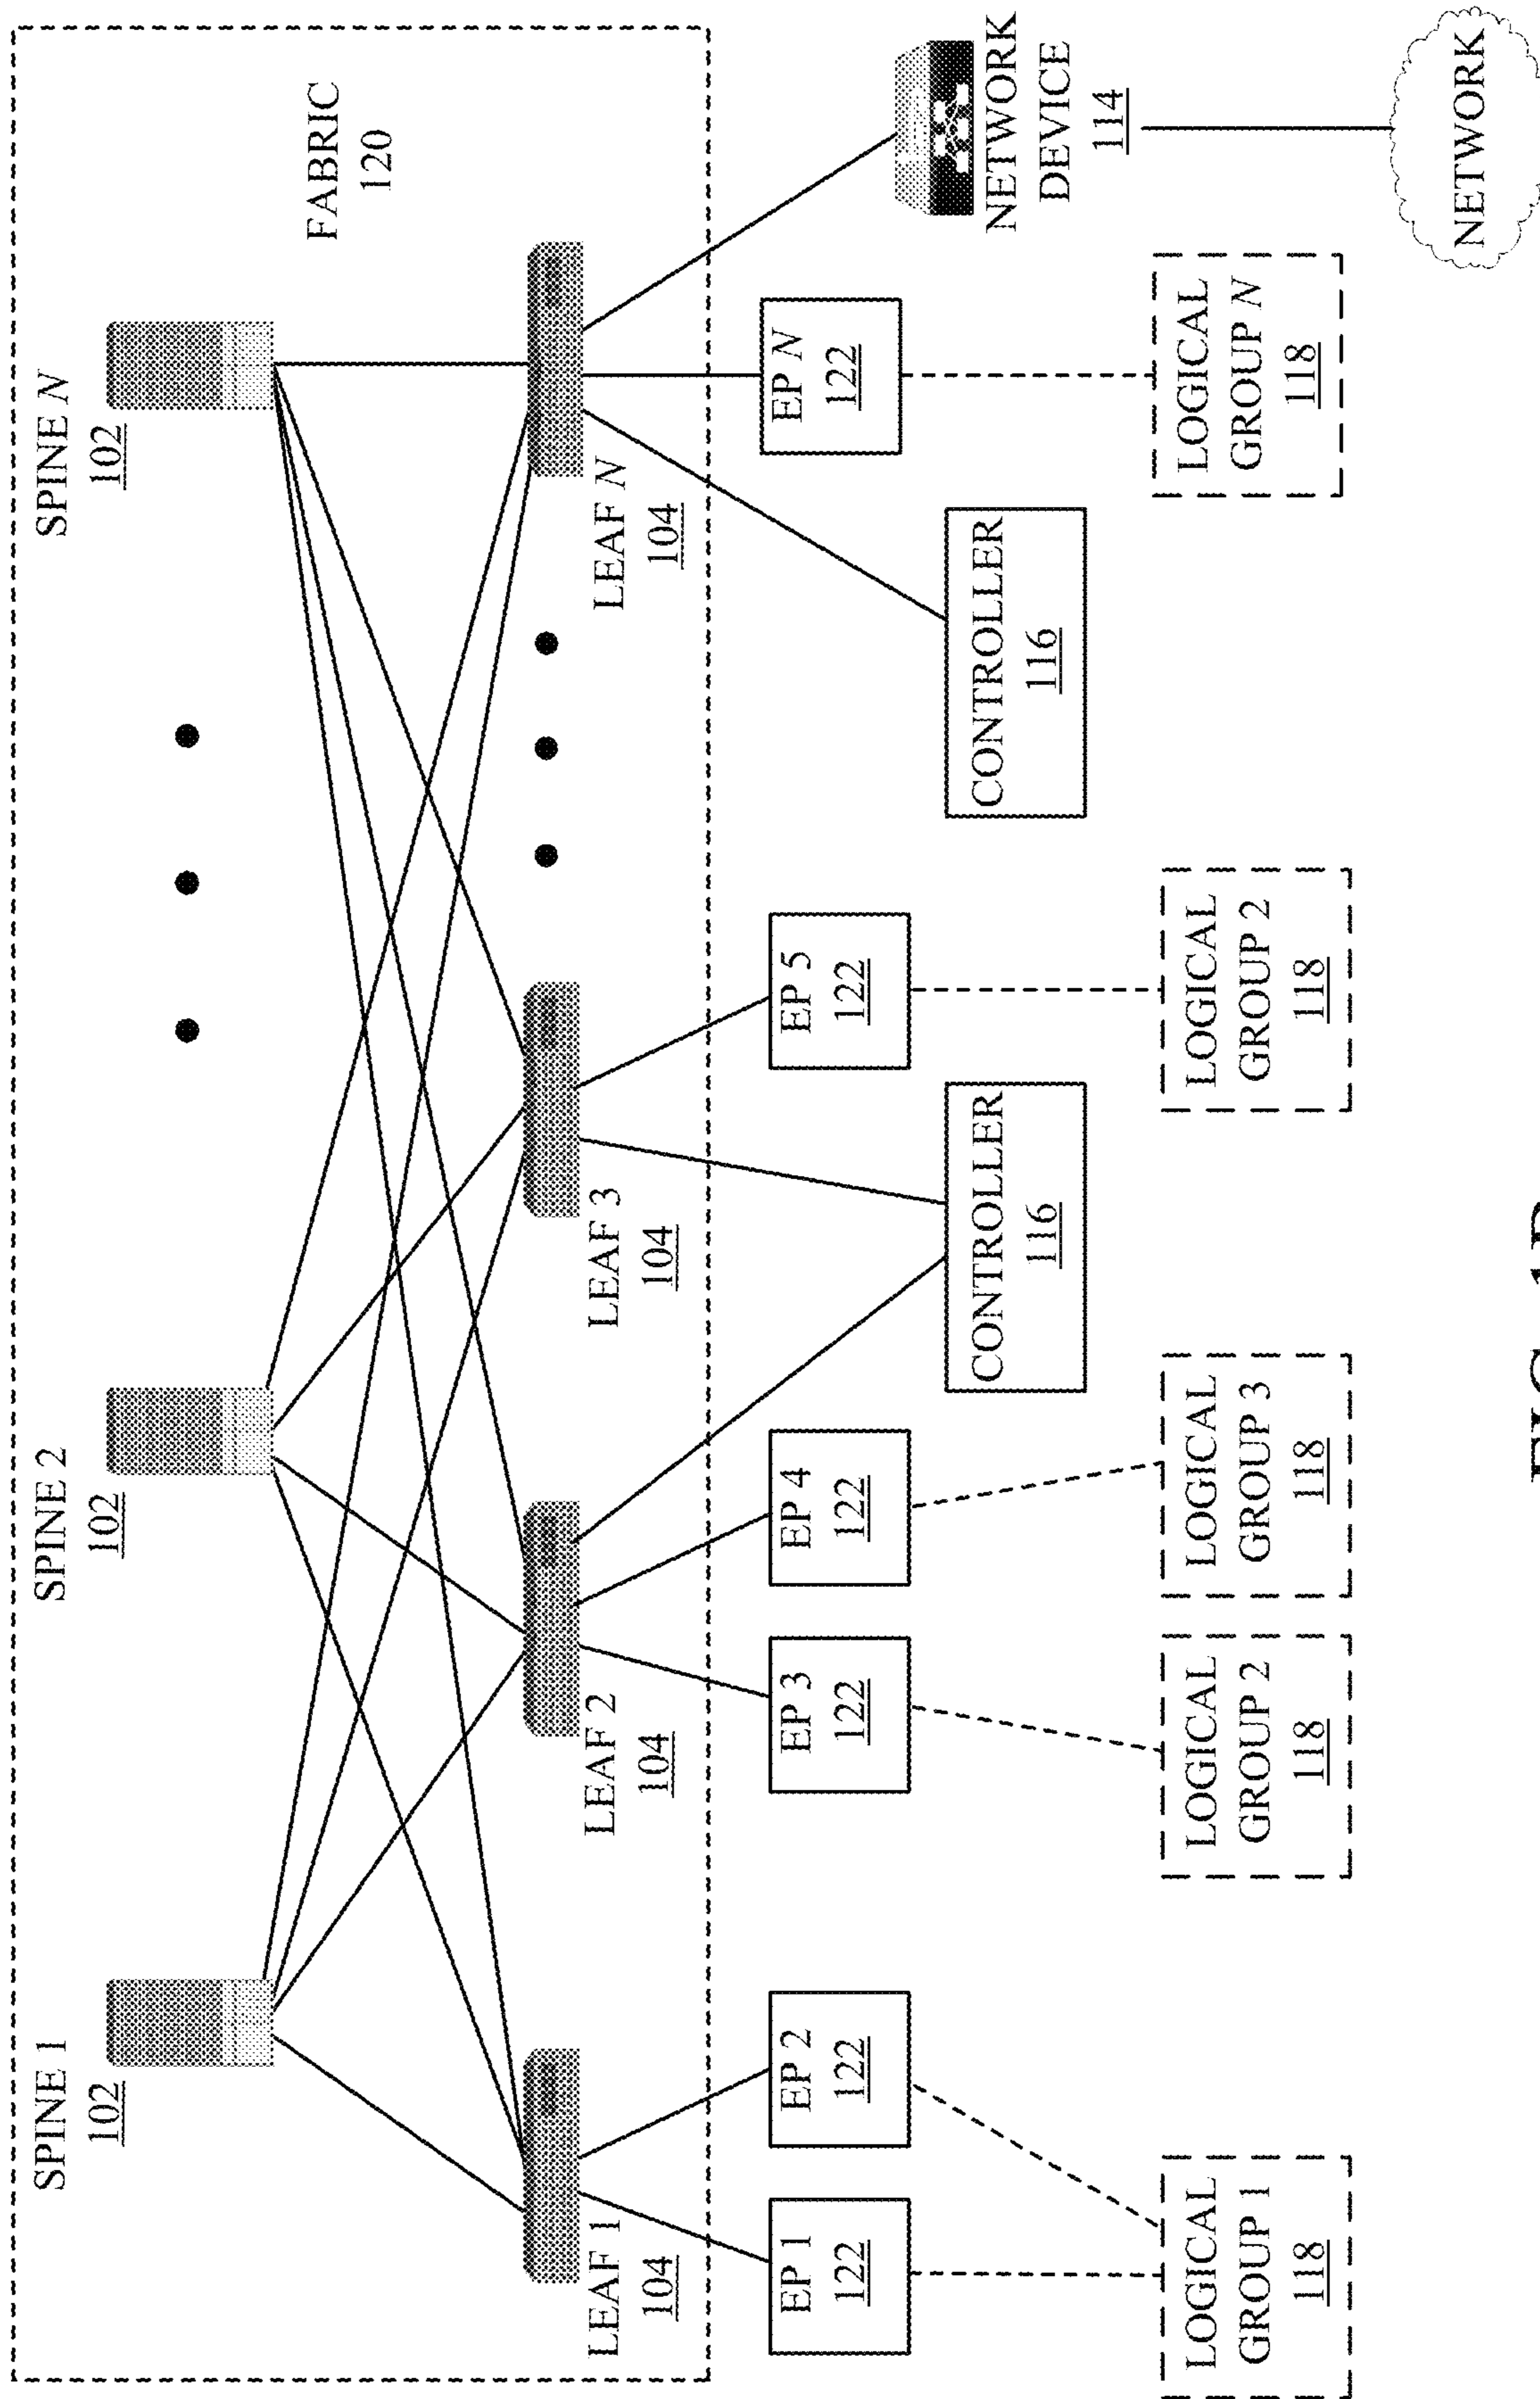 SPINE 1
102
SPINE 2
102
SPINE N
102
FABRIC
120
LEAF 1
104
LEAF 2
104
LEAF 3
104
LEAF N
104
EP 1
122
EP 2
122
EP 3
122
EP 4
122
EP 5
122
EP N
122
CONTROLLER
116
CONTROLLER
116
NETWORK
DEVICE
114
LOGICAL
GROUP 1
118
LOGICAL
GROUP 2
118
LOGICAL
GROUP 3
118
LOGICAL
GROUP 2
118
LOGICAL
GROUP N
118
NETWORK